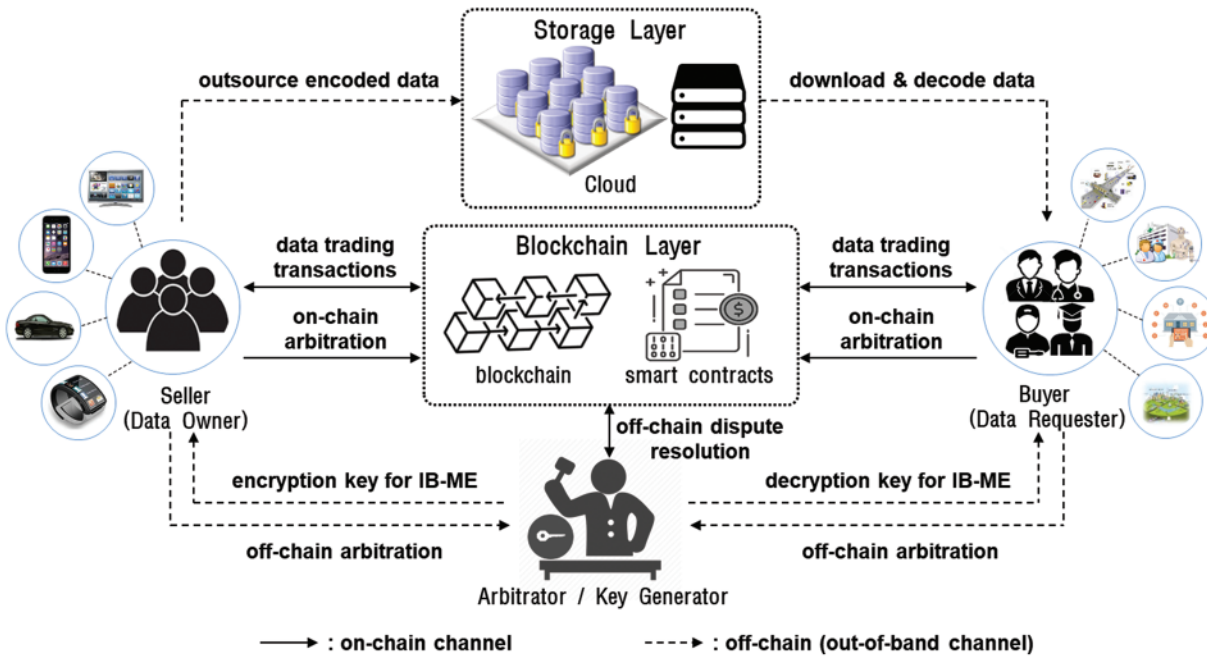 Storage Layer
outsource encoded data
download & decode data
Cloud
Blockchain Layer
data trading
transactions
data trading
transactions
on-chain
arbitration
on-chain
arbitration
blockchain
smart contracts
Seller
(Data Owner)
Buyer
(Data Requester)
off-chain dispute
resolution
encryption key for IB-ME
decryption key for IB-ME
off-chain arbitration
off-chain arbitration
Arbitrator / Key Generator
: on-chain channel
: off-chain (out-of-band channel)